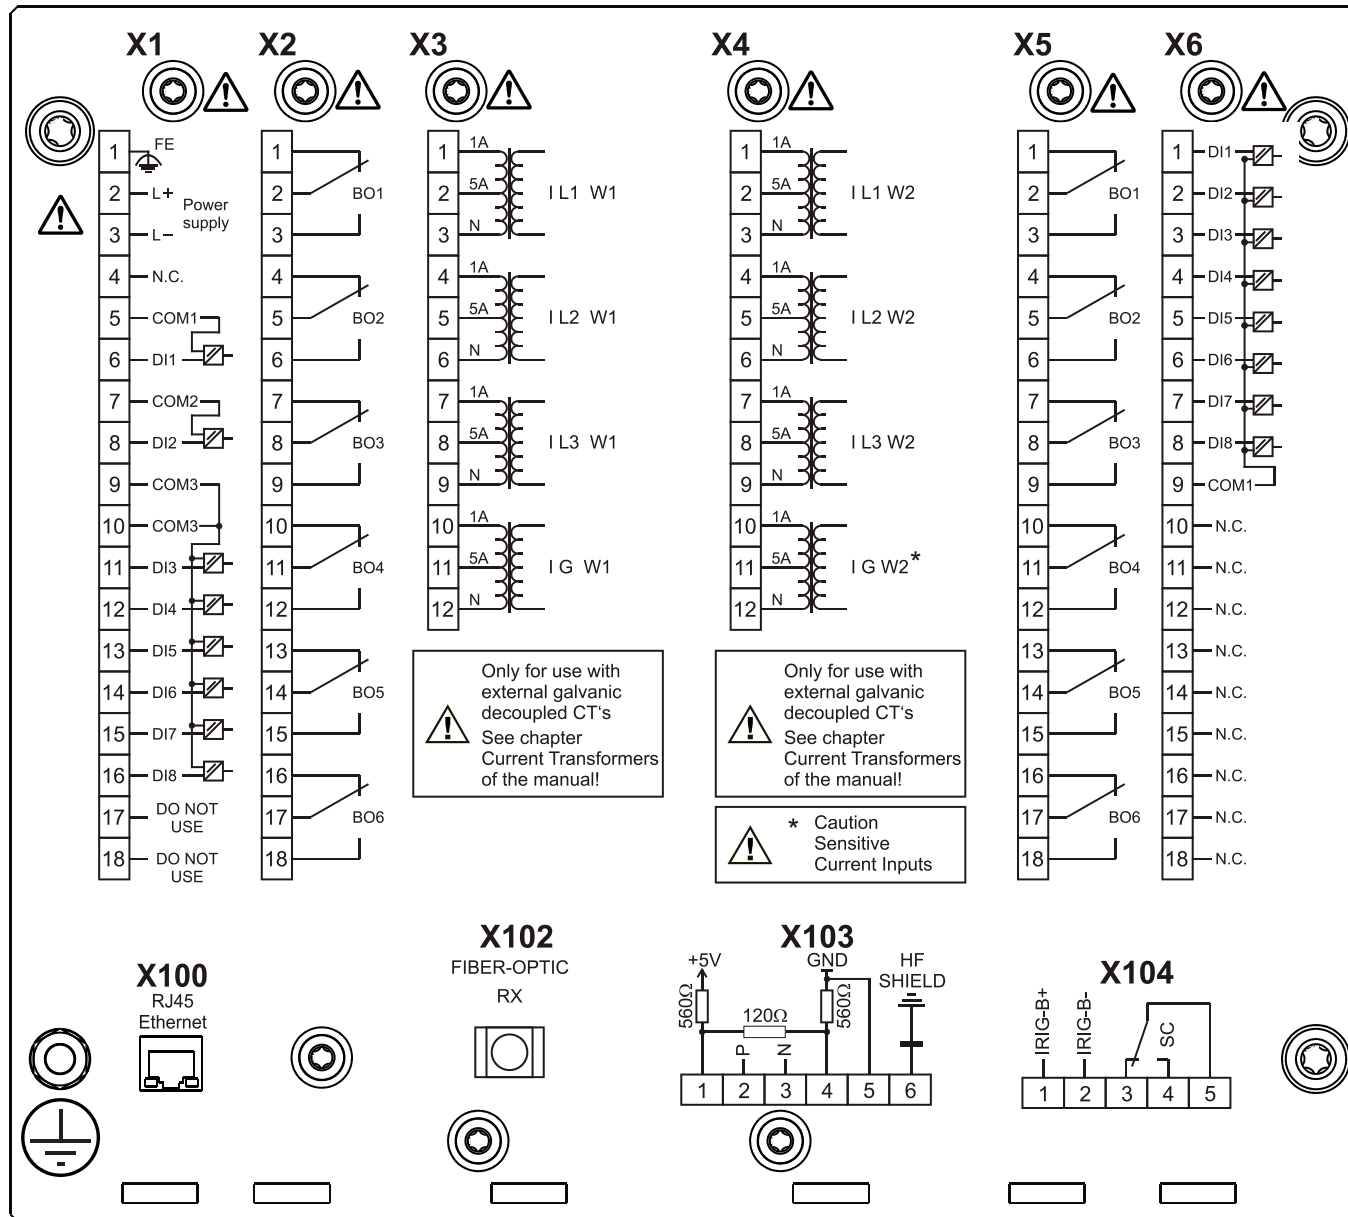 X1
X2
X3
X4
X5
X6
1 FE
2 L+
Power
supply
3 L–
4 N.C.
5 COM1
6 DI1
7 COM2
8 DI2
9 COM3
10 COM3
11 DI3
12 DI4
13 DI5
14 DI6
15 DI7
16 DI8
17 DO NOT
USE
18 DO NOT
USE
1
2 BO1
3
4
5 BO2
6
7
8 BO3
9
10
11 BO4
12
13
14 BO5
15
16
17 BO6
18
1 1A
2 5A I L1 W1
3 N
4 1A
5 5A I L2 W1
6 N
7 1A
8 5A I L3 W1
9 N
10 1A
11 5A I G W1
12 N
Only for use with
external galvanic
decoupled CT‘s
See chapter
Current Transformers
of the manual!
1 1A
2 5A I L1 W2
3 N
4 1A
5 5A I L2 W2
6 N
7 1A
8 5A I L3 W2
9 N
10 1A
11 5A I G W2*
12 N
Only for use with
external galvanic
decoupled CT‘s
See chapter
Current Transformers
of the manual!
* Caution
Sensitive
Current Inputs
1
2 BO1
3
4
5 BO2
6
7
8 BO3
9
10
11 BO4
12
13
14 BO5
15
16
17 BO6
18
1 DI1
2 DI2
3 DI3
4 DI4
5 DI5
6 DI6
7 DI7
8 DI8
9 COM1
10 N.C.
11 N.C.
12 N.C.
13 N.C.
14 N.C.
15 N.C.
16 N.C.
17 N.C.
18 N.C.
X100
RJ45
Ethernet
X102
FIBER-OPTIC
RX
X103
+5V GND HF
SHIELD
560Ω 120Ω 560Ω
P N
1 2 3 4 5 6
X104
IRIG-B+ IRIG-B- SC
1 2 3 4 5